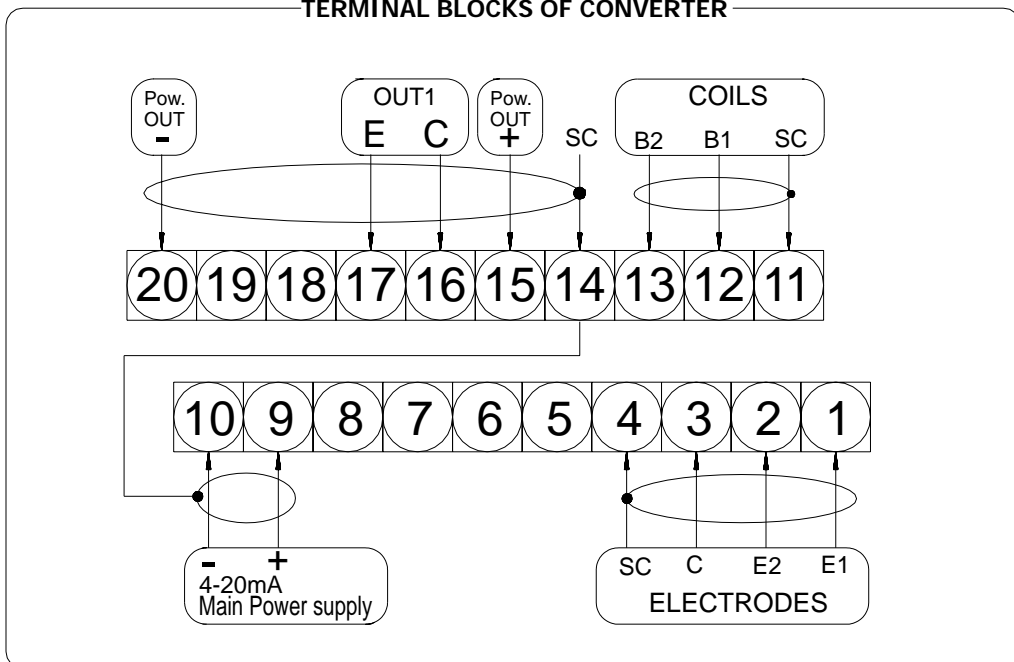 TERMINAL BLOCKS OF CONVERTER
Pow. OUT1 Pow. COILS
OUT OUT
- E C + SC B2 B1 SC
20 19 18 17 16 15 14 13 12 11
10 9 8 7 6 5 4 3 2 1
- + SC C E2 E1
4-20mA
Main Power supply ELECTRODES